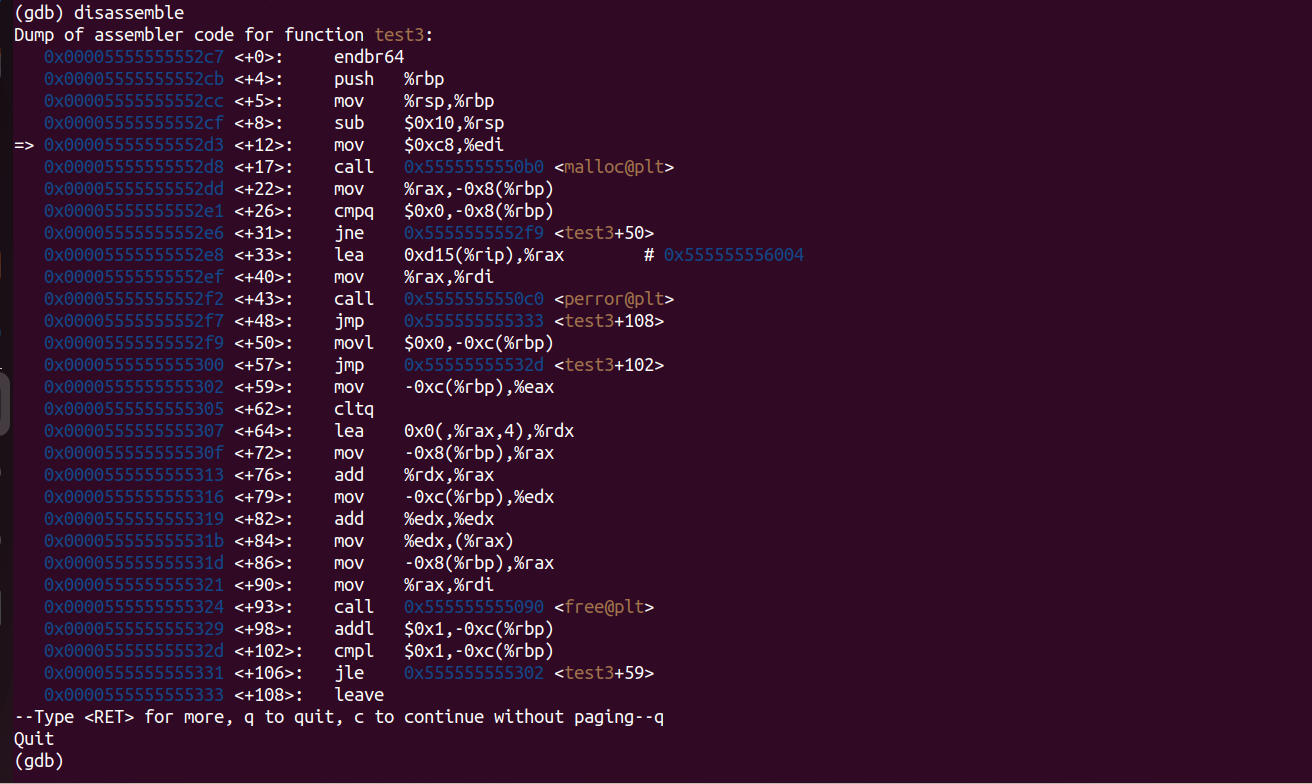 (gdb) disassemble
Dump of assembler code for function test3:
   0x00005555555552c7 <+0>:     endbr64
   0x00005555555552cb <+4>:     push   %rbp
   0x00005555555552cc <+5>:     mov    %rsp,%rbp
   0x00005555555552cf <+8>:     sub    $0x10,%rsp
=> 0x00005555555552d3 <+12>:    mov    $0xc8,%edi
   0x00005555555552d8 <+17>:    call   0x5555555550b0 <malloc@plt>
   0x00005555555552dd <+22>:    mov    %rax,-0x8(%rbp)
   0x00005555555552e1 <+26>:    cmpq   $0x0,-0x8(%rbp)
   0x00005555555552e6 <+31>:    jne    0x5555555552f9 <test3+50>
   0x00005555555552e8 <+33>:    lea    0xd15(%rip),%rax        # 0x555555556004
   0x00005555555552ef <+40>:    mov    %rax,%rdi
   0x00005555555552f2 <+43>:    call   0x5555555550c0 <perror@plt>
   0x00005555555552f7 <+48>:    jmp    0x555555555333 <test3+108>
   0x00005555555552f9 <+50>:    movl   $0x0,-0xc(%rbp)
   0x0000555555555300 <+57>:    jmp    0x55555555532d <test3+102>
   0x0000555555555302 <+59>:    mov    -0xc(%rbp),%eax
   0x0000555555555305 <+62>:    cltq
   0x0000555555555307 <+64>:    lea    0x0(,%rax,4),%rdx
   0x000055555555530f <+72>:    mov    -0x8(%rbp),%rax
   0x0000555555555313 <+76>:    add    %rdx,%rax
   0x0000555555555316 <+79>:    mov    -0xc(%rbp),%edx
   0x0000555555555319 <+82>:    add    %edx,%edx
   0x000055555555531b <+84>:    mov    %edx,(%rax)
   0x000055555555531d <+86>:    mov    -0x8(%rbp),%rax
   0x0000555555555321 <+90>:    mov    %rax,%rdi
   0x0000555555555324 <+93>:    call   0x555555555090 <free@plt>
   0x0000555555555329 <+98>:    addl   $0x1,-0xc(%rbp)
   0x000055555555532d <+102>:   cmpl   $0x1,-0xc(%rbp)
   0x0000555555555331 <+106>:   jle    0x555555555302 <test3+59>
   0x0000555555555333 <+108>:   leave
--Type <RET> for more, q to quit, c to continue without paging--q
Quit
(gdb)